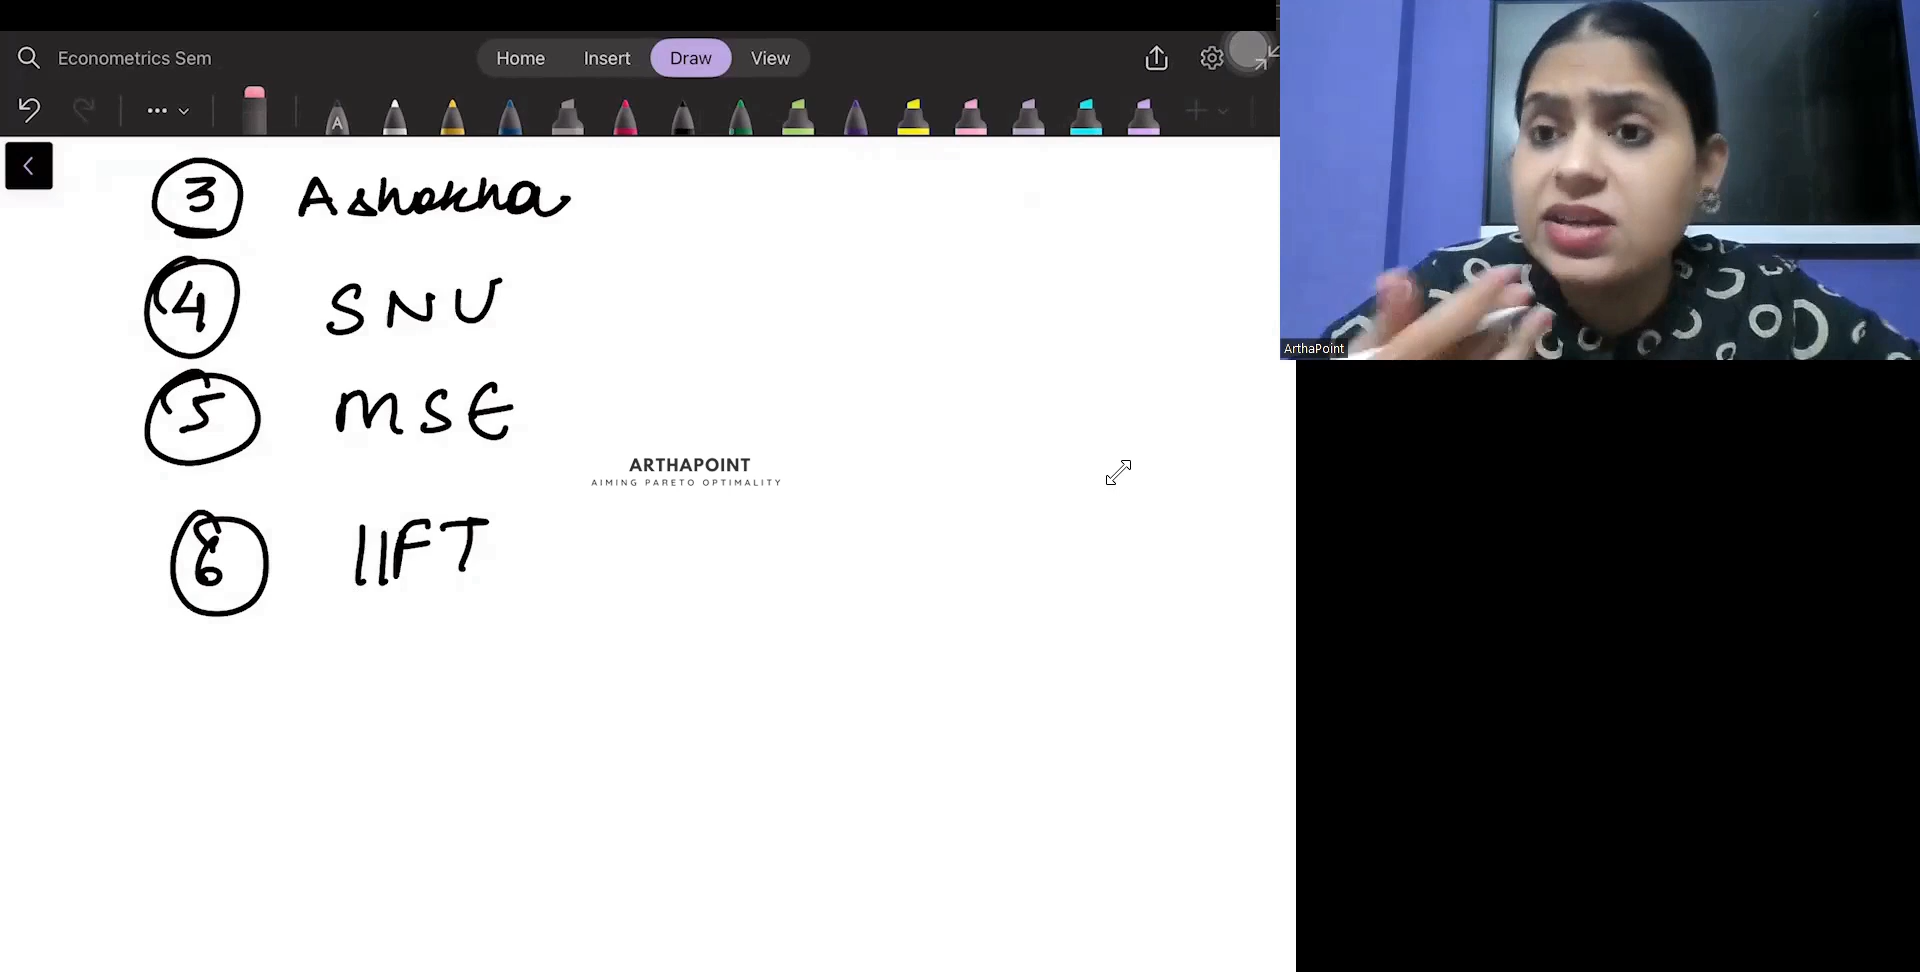 Econometrics Sem
Home Insert Draw View
A
3 Ashokha
4 SNU
5 MSE
ARTHAPOINT
AIMING PARETO OPTIMALITY
6 IIFT
ArthaPoint